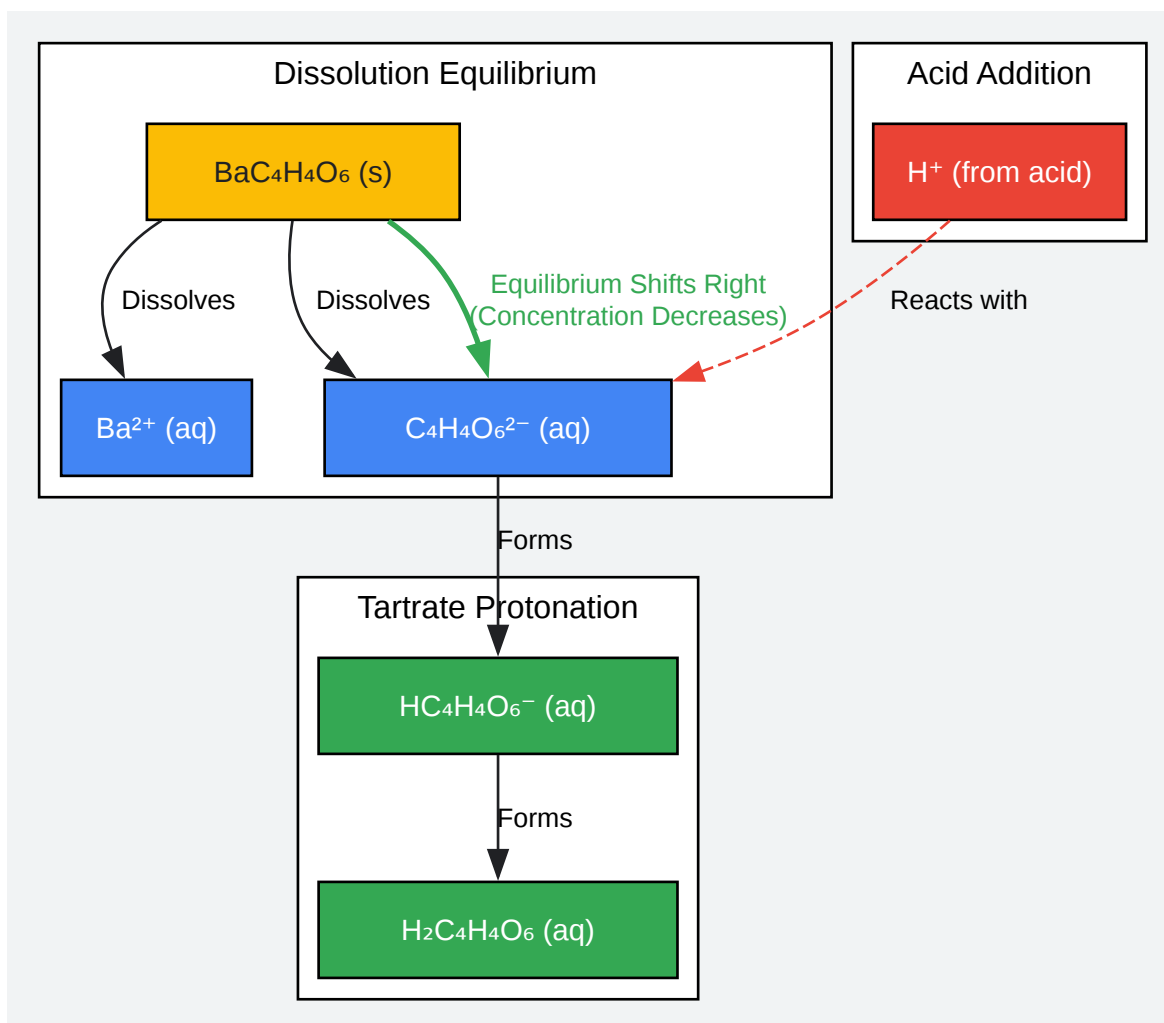 Dissolution Equilibrium
Acid Addition
BaC₄H₄O₆ (s)
H⁺ (from acid)
Dissolves
Dissolves
Equilibrium Shifts Right
(Concentration Decreases)
Reacts with
Ba²⁺ (aq)
C₄H₄O₆²⁻ (aq)
Forms
Tartrate Protonation
HC₄H₄O₆⁻ (aq)
Forms
H₂C₄H₄O₆ (aq)